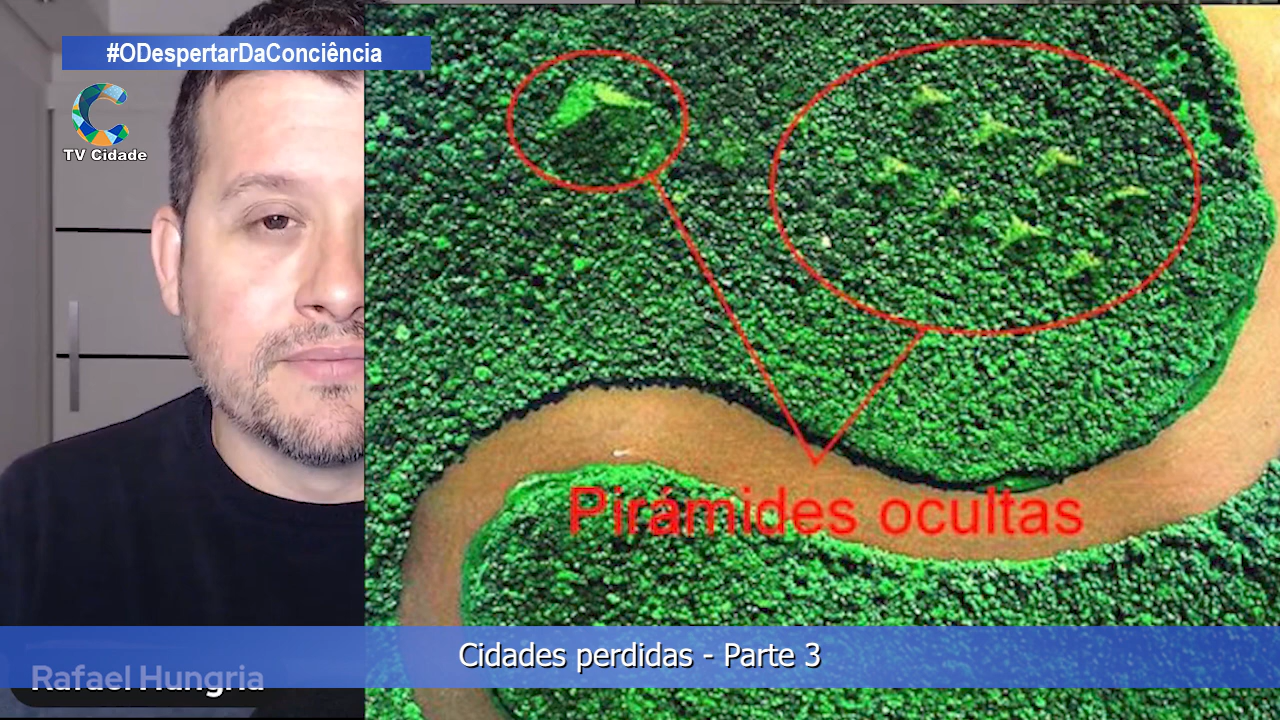 #ODespertarDaConciência
TV Cidade
Pirámides ocultas
Cidades perdidas - Parte 3
Rafael Hungria